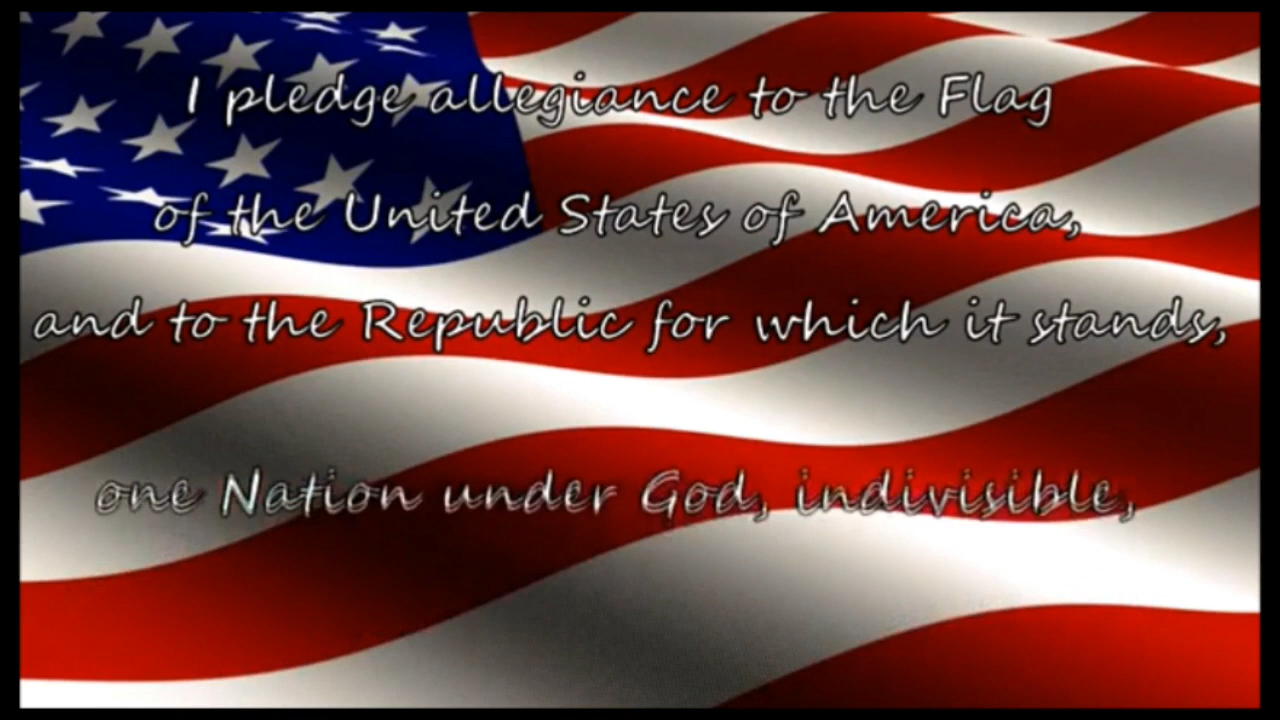 I pledge allegiance to the Flag
of the United States of America,
and to the Republic for which it stands,
one Nation under God, indivisible,